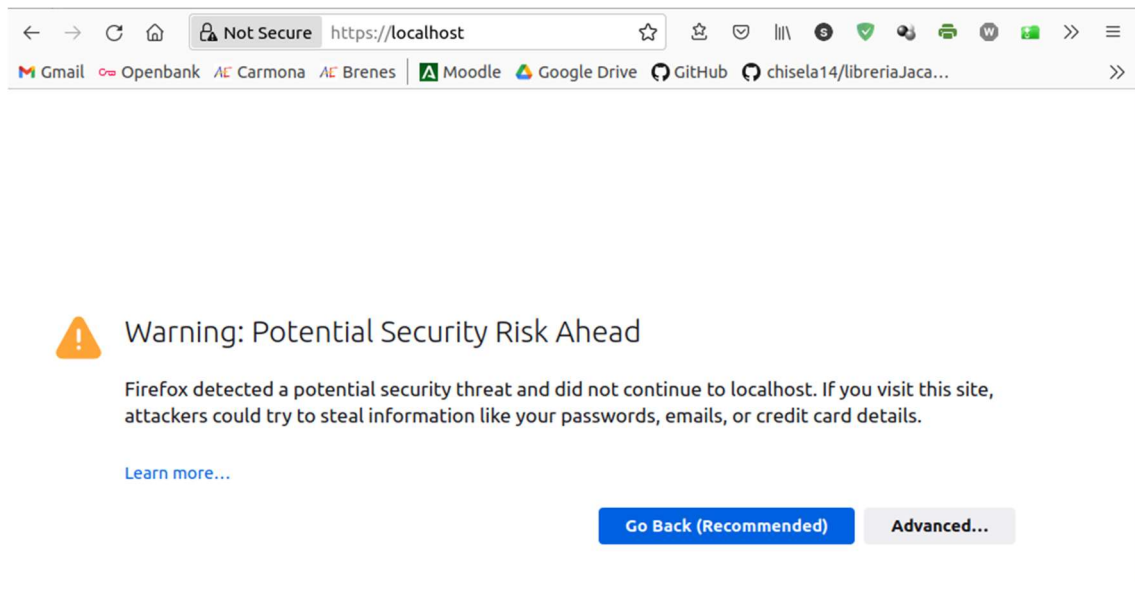 Not Secure https://localhost
Gmail Openbank AE Carmona AE Brenes Moodle Google Drive GitHub chisela14/libreriaJaca...
Warning: Potential Security Risk Ahead
Firefox detected a potential security threat and did not continue to localhost. If you visit this site,
attackers could try to steal information like your passwords, emails, or credit card details.
Learn more…
Go Back (Recommended) Advanced...